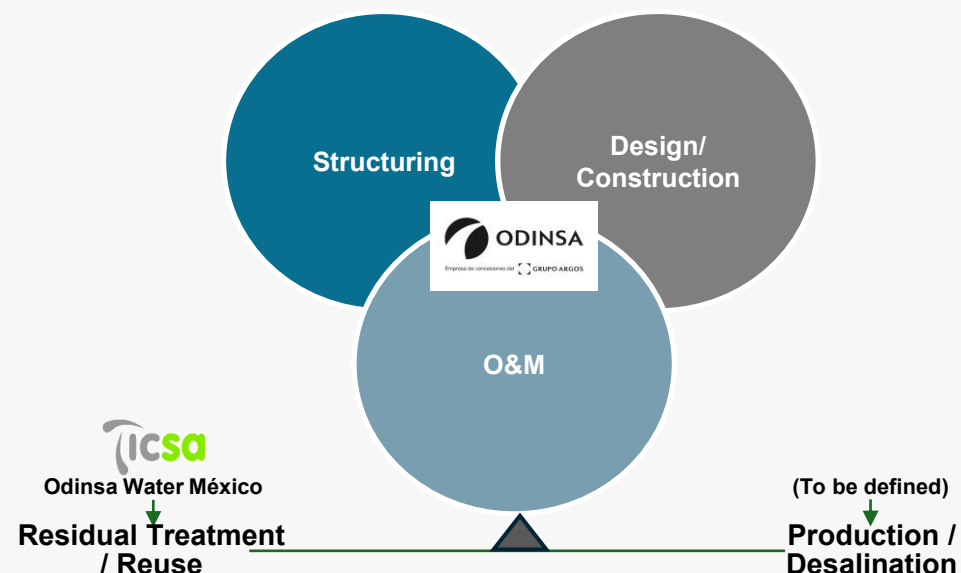 Structuring
Design/
Construction
ODINSA
Empresa de concesiones del GRUPO ARGOS
O&M
Ticsa
Odinsa Water México
Residual Treatment
/ Reuse
(To be defined)
Production /
Desalination